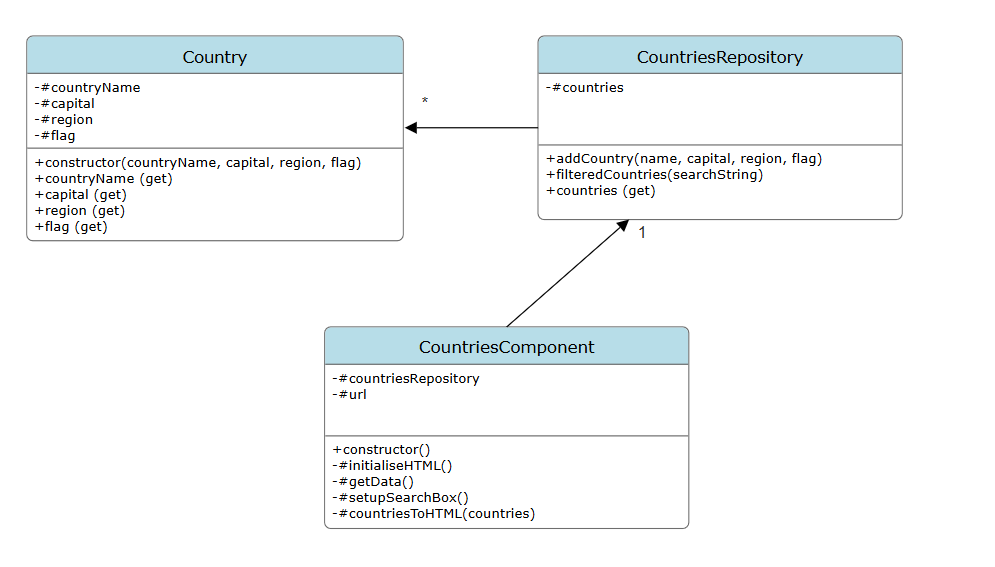 Country
-#countryName
-#capital
-#region
-#flag
+constructor(countryName, capital, region, flag)
+countryName (get)
+capital (get)
+region (get)
+flag (get)
*
CountriesRepository
-#countries
+addCountry(name, capital, region, flag)
+filteredCountries(searchString)
+countries (get)
1
CountriesComponent
-#countriesRepository
-#url
+constructor()
-#initialiseHTML()
-#getData()
-#setupSearchBox()
-#countriesToHTML(countries)